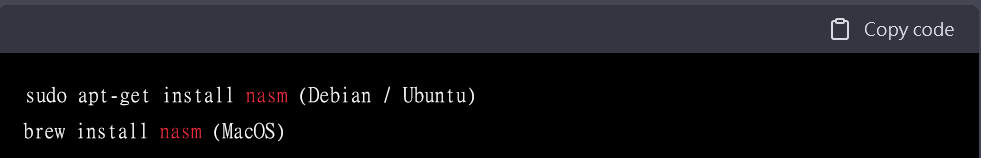 Copy code
sudo apt-get install nasm (Debian / Ubuntu)
brew install nasm (MacOS)